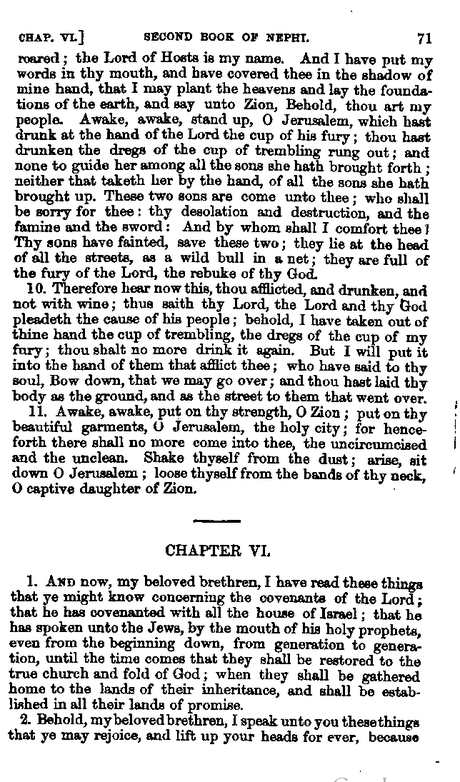 CHAP. VI.] SECOND BOOK OF NEPHI. 71
roared; the Lord of Hosts is my name. And I have put my
words in thy mouth, and have covered thee in the shadow of
mine hand, that I may plant the heavens and lay the founda-
tions of the earth, and say unto Zion, Behold, thou art my
people. Awake, awake, stand up, O Jerusalem, which hast
drunk at the hand of the Lord the cup of his fury; thou hast
drunken the dregs of the cup of trembling rung out; and
none to guide her among all the sons she hath brought forth;
neither that taketh her by the hand, of all the sons she hath
brought up. These two sons are come unto thee; who shall
be sorry for thee: thy desolation and destruction, and the
famine and the sword: And by whom shall I comfort thee?
Thy sons have fainted, save these two; they lie at the head
of all the streets, as a wild bull in a net; they are full of
the fury of the Lord, the rebuke of thy God.
10. Therefore hear now this, thou afflicted, and drunken, and
not with wine; thus saith thy Lord, the Lord and thy God
pleadeth the cause of his people; behold, I have taken out of
thine hand the cup of trembling, the dregs of the cup of my
fury; thou shalt no more drink it again. But I will put it
into the hand of them that afflict thee; who have said to thy
soul, Bow down, that we may go over; and thou hast laid thy
body as the ground, and as the street to them that went over.
11. Awake, awake, put on thy strength, O Zion; put on thy
beautiful garments, O Jerusalem, the holy city; for hence-
forth there shall no more come into thee, the uncircumcised
and the unclean. Shake thyself from the dust; arise, sit
down O Jerusalem; loose thyself from the bands of thy neck,
O captive daughter of Zion.
CHAPTER VI.
1. AND now, my beloved brethren, I have read these things
that ye might know concerning the covenants of the Lord;
that he has covenanted with all the house of Israel; that he
has spoken unto the Jews, by the mouth of his holy prophets,
even from the beginning down, from generation to genera-
tion, until the time comes that they shall be restored to the
true church and fold of God; when they shall be gathered
home to the lands of their inheritance, and shall be estab-
lished in all their lands of promise.
2. Behold, my beloved brethren, I speak unto you these things
that ye may rejoice, and lift up your heads for ever, because